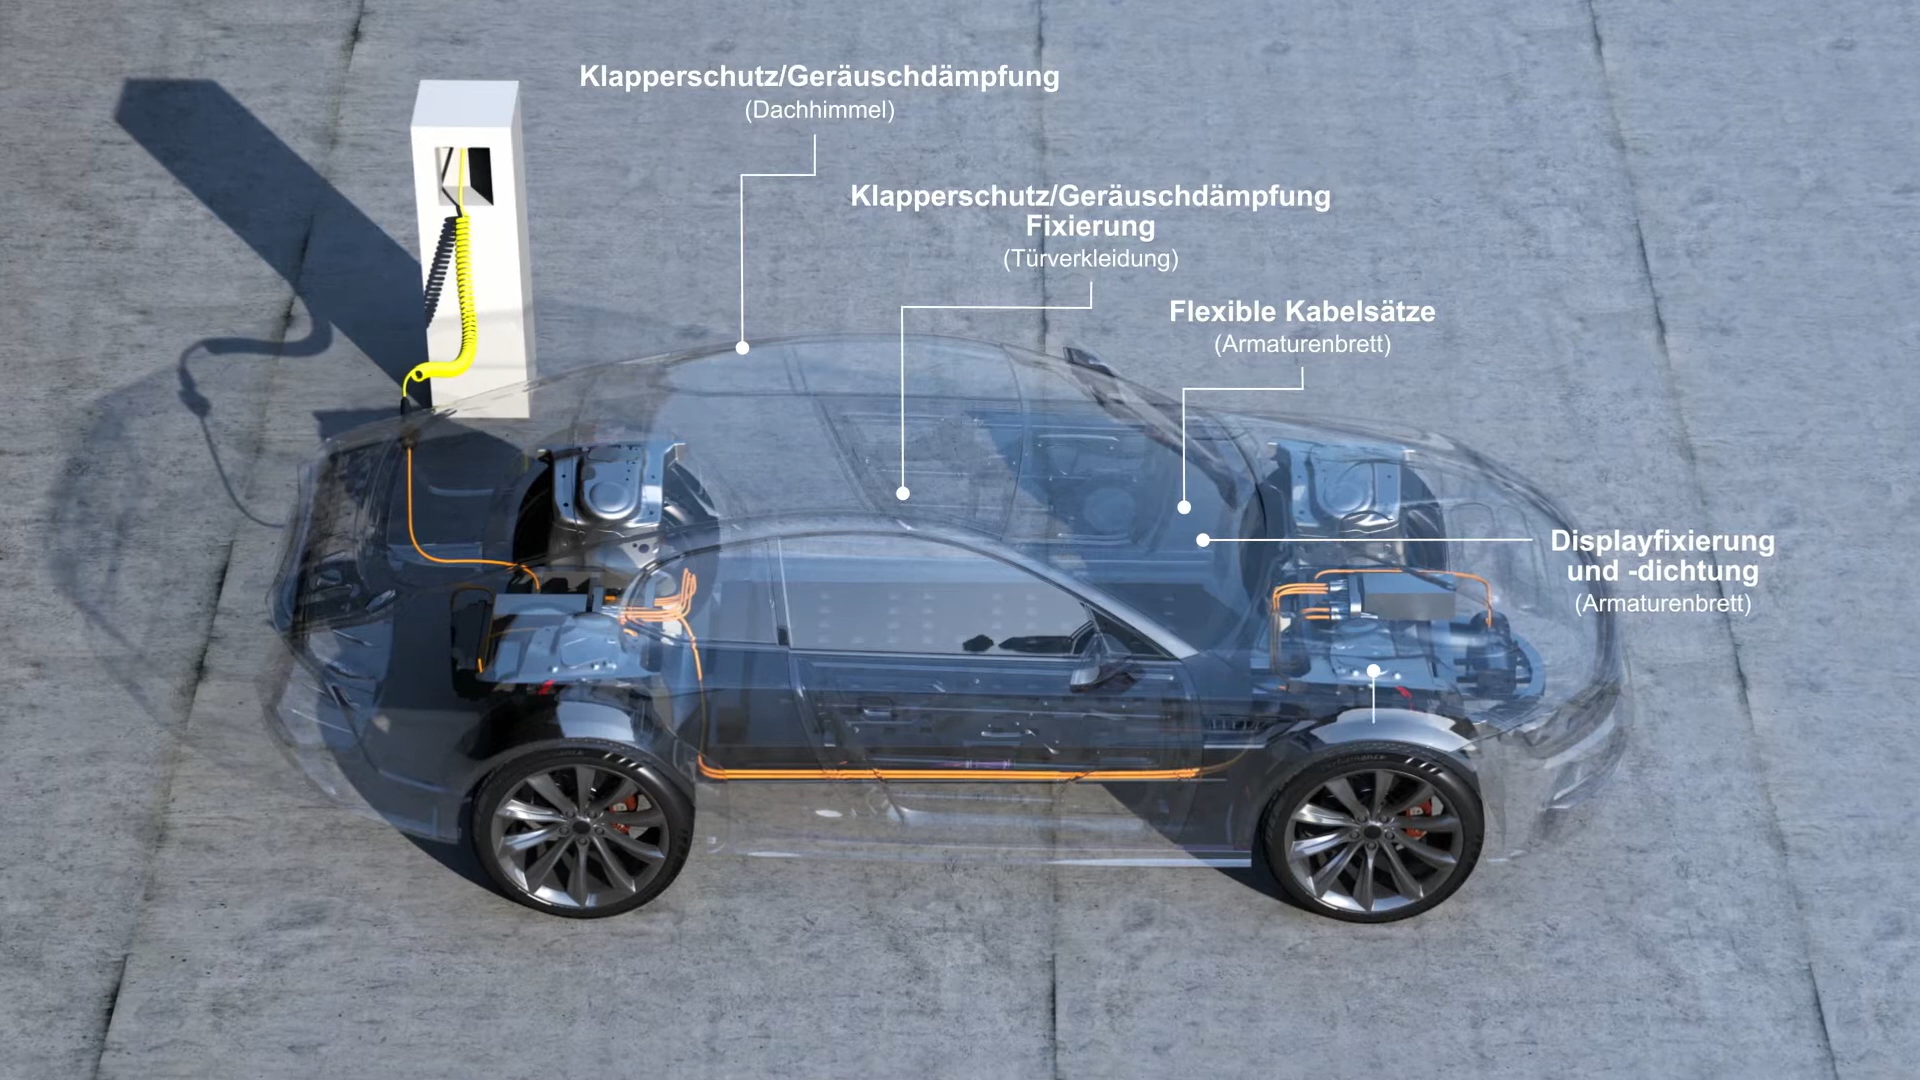 Klapperschutz/Geräuschdämpfung
(Dachhimmel)
Klapperschutz/Geräuschdämpfung
Fixierung
(Türverkleidung)
Flexible Kabelsätze
(Armaturenbrett)
Displayfixierung
und -dichtung
(Armaturenbrett)